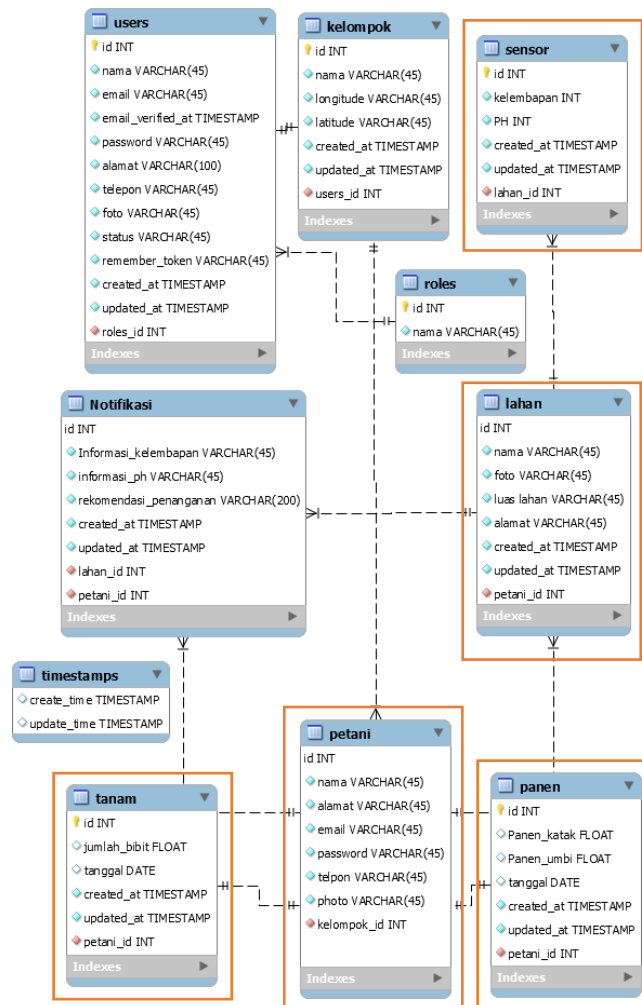 users
id INT
nama VARCHAR(45)
email VARCHAR(45)
email_verified_at TIMESTAMP
password VARCHAR(45)
alamat VARCHAR(100)
telepon VARCHAR(45)
foto VARCHAR(45)
status VARCHAR(45)
remember_token VARCHAR(45)
created_at TIMESTAMP
updated_at TIMESTAMP
roles_id INT
Indexes
kelompok
id INT
nama VARCHAR(45)
longitude VARCHAR(45)
latitude VARCHAR(45)
created_at TIMESTAMP
updated_at TIMESTAMP
users_id INT
Indexes
sensor
id INT
kelembapan INT
PH INT
created_at TIMESTAMP
updated_at TIMESTAMP
lahan_id INT
Indexes
roles
id INT
nama VARCHAR(45)
Indexes
Notifikasi
id INT
Informasi_kelembapan VARCHAR(45)
informasi_ph VARCHAR(45)
rekomendasi_penanganan VARCHAR(200)
created_at TIMESTAMP
updated_at TIMESTAMP
lahan_id INT
petani_id INT
Indexes
lahan
id INT
nama VARCHAR(45)
foto VARCHAR(45)
luas lahan VARCHAR(45)
alamat VARCHAR(45)
created_at TIMESTAMP
updated_at TIMESTAMP
petani_id INT
Indexes
timestamps
create_time TIMESTAMP
update_time TIMESTAMP
petani
id INT
nama VARCHAR(45)
alamat VARCHAR(45)
email VARCHAR(45)
password VARCHAR(45)
telpon VARCHAR(45)
photo VARCHAR(45)
kelompok_id INT
Indexes
tanam
id INT
jumlah_bibit FLOAT
tanggal DATE
created_at TIMESTAMP
updated_at TIMESTAMP
petani_id INT
Indexes
panen
id INT
Panen_katak FLOAT
Panen_umbi FLOAT
tanggal DATE
created_at TIMESTAMP
updated_at TIMESTAMP
petani_id INT
Indexes